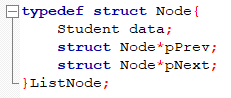 typedef struct Node{
Student data;
struct Node*pPrev;
struct Node*pNext;
}ListNode;